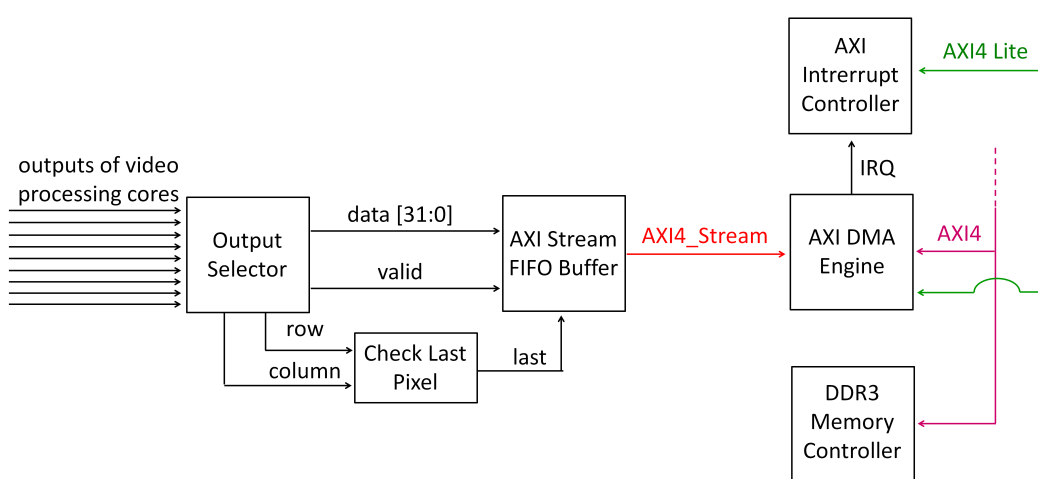 AXI
Intrerrupt
Controller
AXI4 Lite
outputs of video
processing cores
IRQ
data [31:0]
AXI4_Stream
AXI4
Output
Selector
AXI Stream
FIFO Buffer
AXI DMA
Engine
valid
row
column
Check Last
Pixel
last
DDR3
Memory
Controller